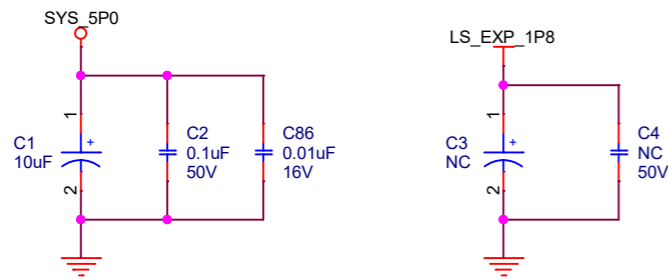 SYS_5P0
1
C1
10uF
+
2
C2
0.1uF
50V
C86
0.01uF
16V
LS_EXP_1P8
1
C3
NC
+
2
C4
NC
50V